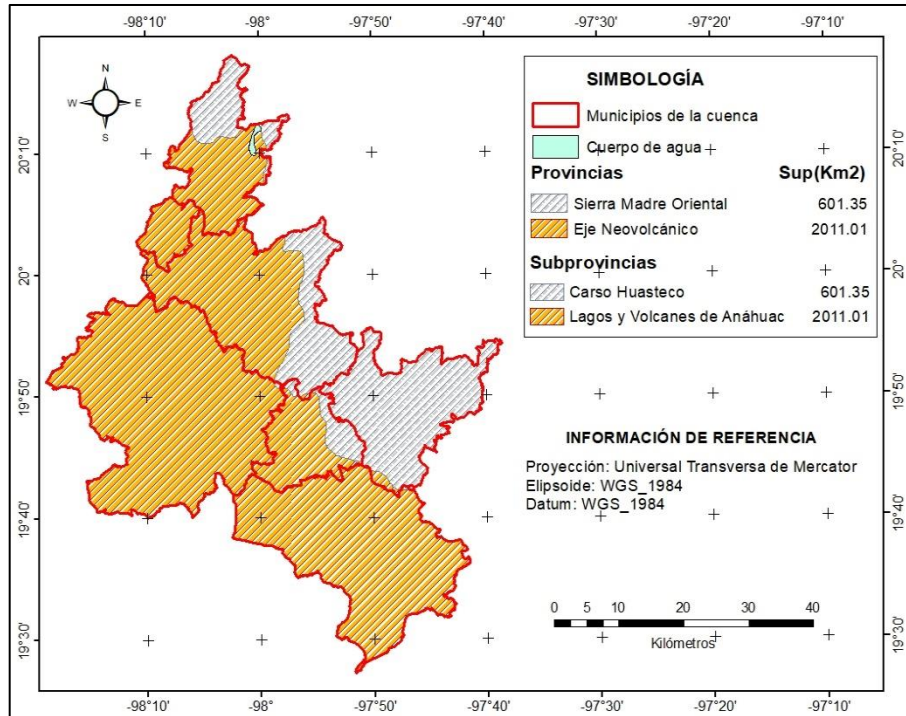 -98°10' -98° -97°50' -97°40' -97°30' -97°20' -97°10'
N
W E
S
20°10'
20°
19°50'
19°40'
19°30'
SIMBOLOGÍA
Municipios de la cuenca
Cuerpo de agua
Provincias Sup(Km2)
Sierra Madre Oriental 601.35
Eje Neovolcánico 2011.01
Subprovincias
Carso Huasteco 601.35
Lagos y Volcanes de Anáhuac 2011.01
INFORMACIÓN DE REFERENCIA
Proyección: Universal Transversa de Mercator
Elipsoide: WGS_1984
Datum: WGS_1984
0 5 10 20 30 40
Kilómetros
20°10'
20°
19°50'
19°40'
19°30'
-98°10' -98° -97°50' -97°40' -97°30' -97°20' -97°10'